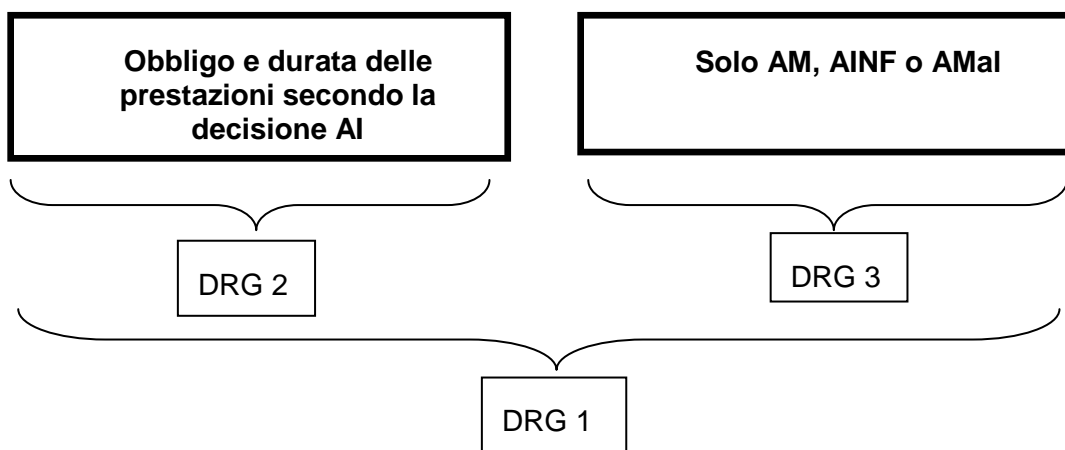 Obbligo e durata delle
prestazioni secondo la
decisione AI
Solo AM, AINF o AMal
DRG 2
DRG 3
DRG 1